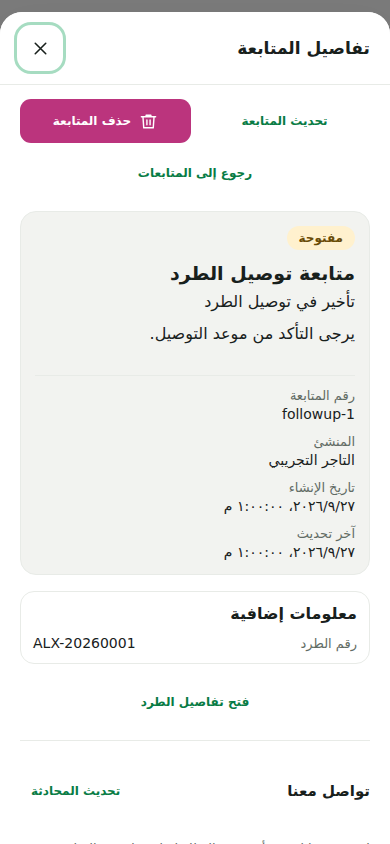 تفاصيل المتابعة
تحديث المتابعة
حذف المتابعة
رجوع إلى المتابعات
مفتوحة
متابعة توصيل الطرد
تأخير في توصيل الطرد
يرجى التأكد من موعد التوصيل.
رقم المتابعة
followup-1
المنشئ
التاجر التجريبي
تاريخ الإنشاء
٢٠٢٦/٩/٢٧، ١:٠٠:٠٠ م
آخر تحديث
٢٠٢٦/٩/٢٧، ١:٠٠:٠٠ م
معلومات إضافية
رقم الطرد ALX-20260001
فتح تفاصيل الطرد
تواصل معنا
تحديث المحادثة